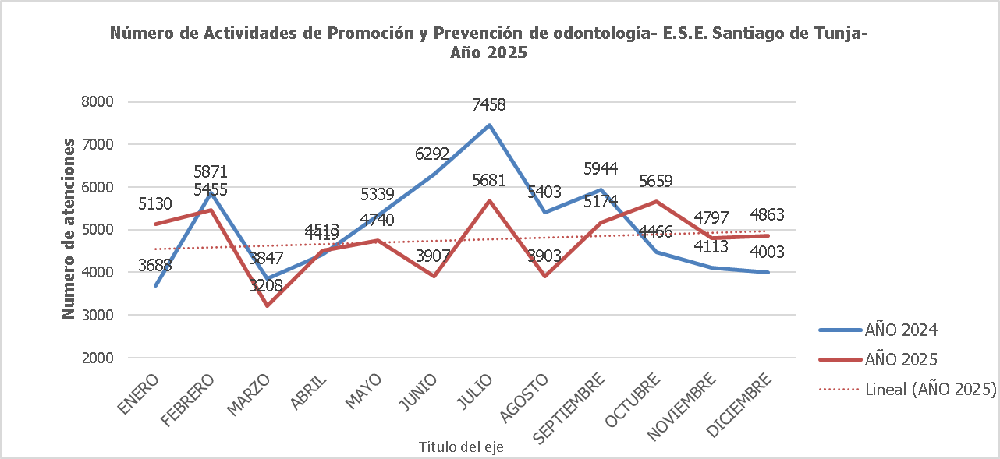 Número de Actividades de Promoción y Prevención de odontología- E.S.E. Santiago de Tunja-
Año 2025
Numero de atenciones
8000
7000
6000
5000
4000
3000
2000
7458
6292
5871
5455
5944
5681
5659
5339
5403
5130
5174
4797
4863
4740
4513
4419
4466
4113
4003
3688
3847
3907
3903
3208
ENERO
FEBRERO
MARZO
ABRIL
MAYO
JUNIO
JULIO
AGOSTO
SEPTIEMBRE
OCTUBRE
NOVIEMBRE
DICIEMBRE
Título del eje
AÑO 2024
AÑO 2025
Lineal (AÑO 2025)